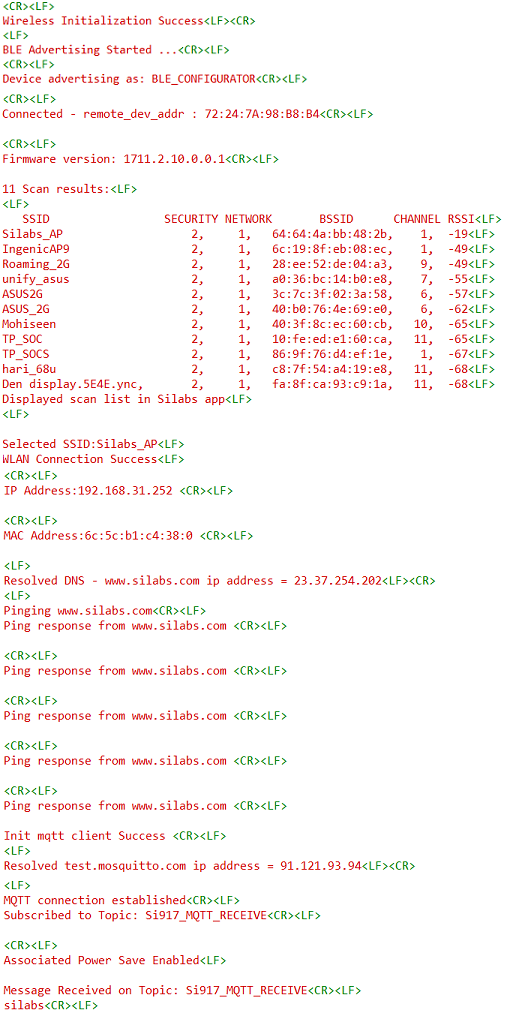 <CR><LF>
Wireless Initialization Success<LF><CR>
<LF>
BLE Advertising Started ...<CR><LF>
<CR><LF>
Device advertising as: BLE_CONFIGURATOR<CR><LF>
<CR><LF>
Connected - remote_dev_addr : 72:24:7A:98:B8:B4<CR><LF>
<CR><LF>
Firmware version: 1711.2.10.0.0.1<CR><LF>
11 Scan results:<LF>
<LF>
SSID SECURITY NETWORK BSSID CHANNEL RSSI<LF>
Silabs_AP 2, 1, 64:64:4a:bb:48:2b, 1, -19<LF>
IngenicAP9 2, 1, 6c:19:8f:eb:08:ec, 1, -49<LF>
Roaming_2G 2, 1, 28:ee:52:de:04:a3, 9, -49<LF>
unify_asus 2, 1, a0:36:bc:14:b0:e8, 7, -55<LF>
ASUS2G 2, 1, 3c:7c:3f:02:3a:58, 6, -57<LF>
ASUS_2G 2, 1, 40:b0:76:4e:69:e0, 6, -62<LF>
Mohiseen 2, 1, 40:3f:8c:ec:60:cb, 10, -65<LF>
TP_SOC 2, 1, 10:fe:ed:e1:60:ca, 11, -65<LF>
TP_SOCS 2, 1, 86:9f:76:d4:ef:1e, 1, -67<LF>
hari_68u 2, 1, c8:7f:54:a4:19:e8, 11, -68<LF>
Den display.5E4E.ync, 2, 1, fa:8f:ca:93:c9:1a, 11, -68<LF>
Displayed scan list in Silabs app<LF>
<LF>
Selected SSID:Silabs_AP<LF>
WLAN Connection Success<LF>
<CR><LF>
IP Address:192.168.31.252 <CR><LF>
<CR><LF>
MAC Address:6c:5c:b1:c4:38:0 <CR><LF>
<LF>
Resolved DNS - www.silabs.com ip address = 23.37.254.202<LF><CR>
<LF>
Pinging www.silabs.com<CR><LF>
Ping response from www.silabs.com <CR><LF>
<CR><LF>
Ping response from www.silabs.com <CR><LF>
<CR><LF>
Ping response from www.silabs.com <CR><LF>
<CR><LF>
Ping response from www.silabs.com <CR><LF>
<CR><LF>
Ping response from www.silabs.com <CR><LF>
Init mqtt client Success <CR><LF>
<LF>
Resolved test.mosquitto.com ip address = 91.121.93.94<LF><CR>
<LF>
MQTT connection established<CR><LF>
Subscribed to Topic: Si917_MQTT_RECEIVE<CR><LF>
<CR><LF>
Associated Power Save Enabled<LF>
Message Received on Topic: Si917_MQTT_RECEIVE<CR><LF>
silabs<CR><LF>